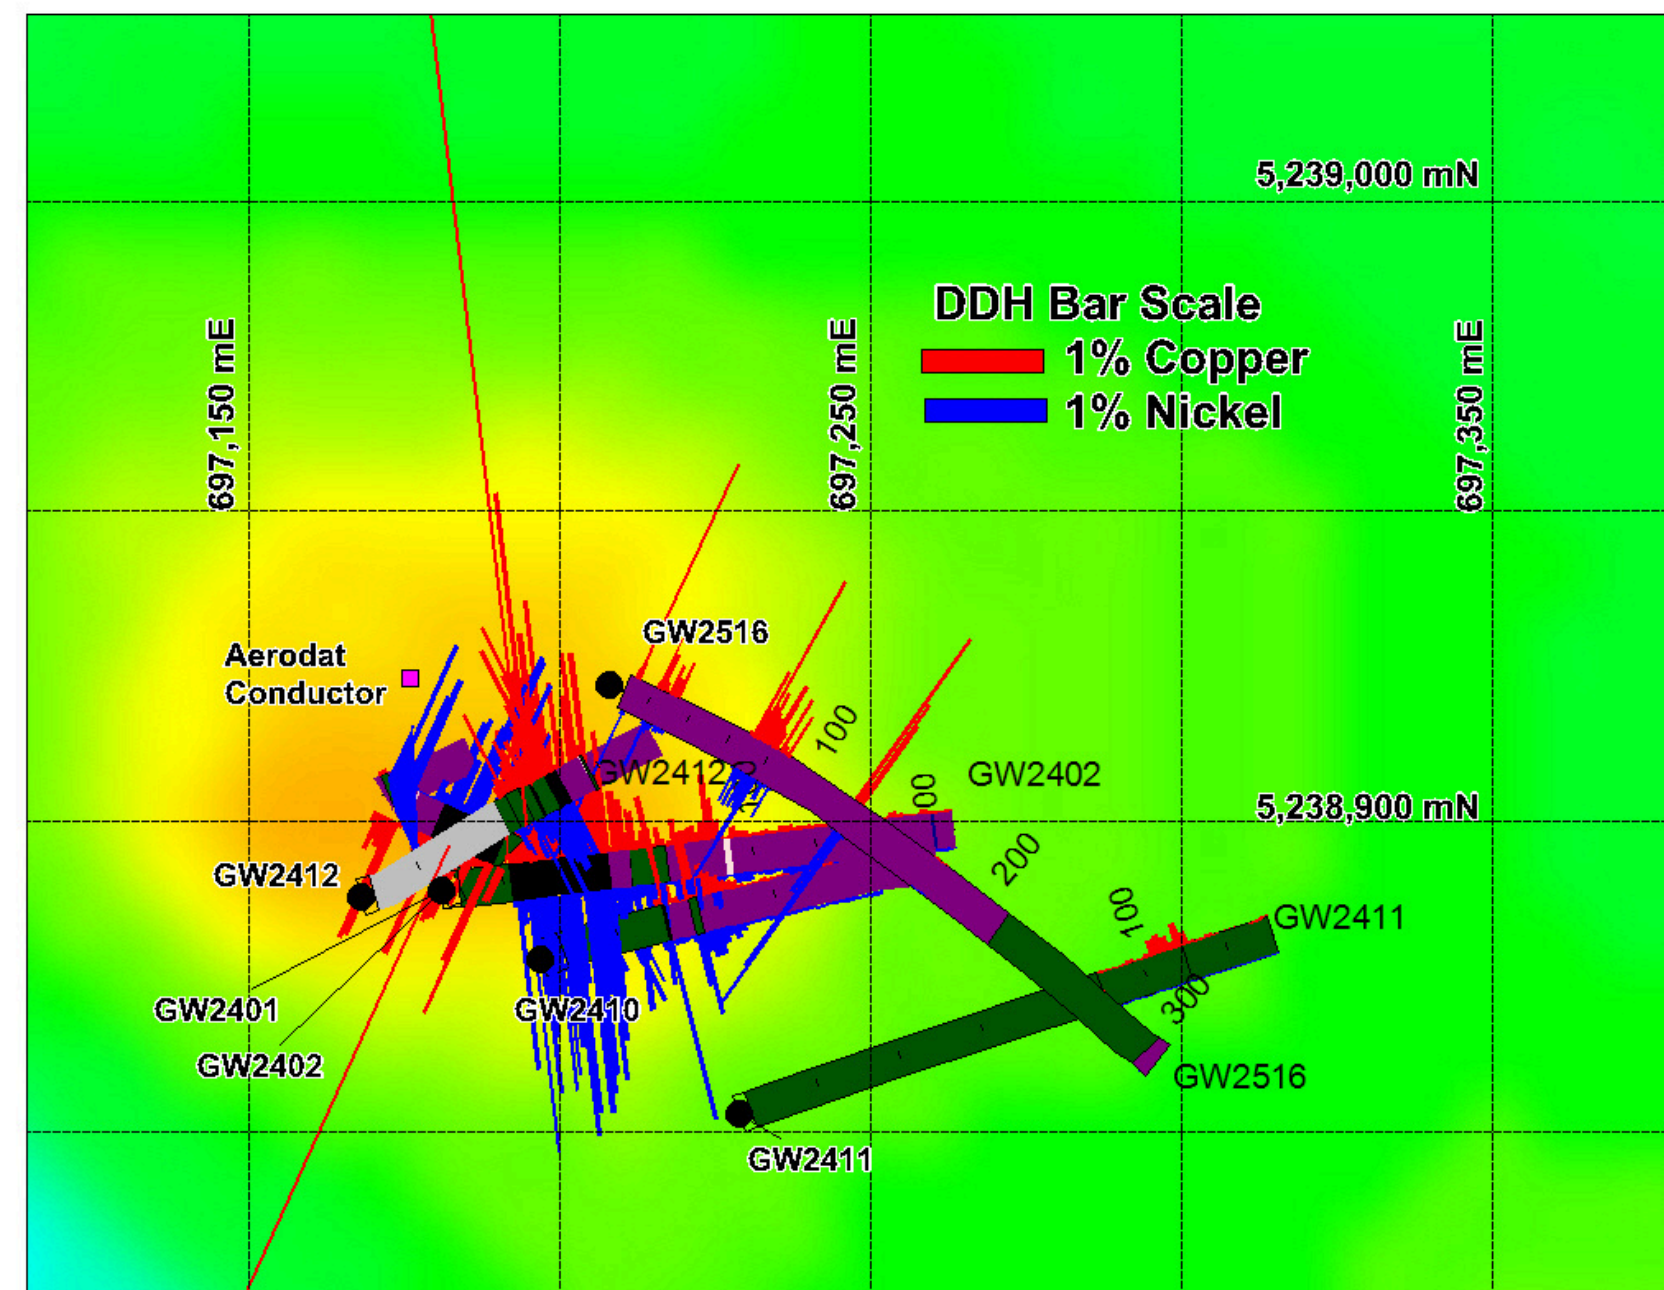 5,239,000 mN
DDH Bar Scale
1% Copper
1% Nickel
697,150 mE
697,250 mE
697,350 mE
GW2516
Aerodat
Conductor
100
GW2412
GW2402
5,238,900 mN
GW2412
200
100
GW2411
GW2401
GW2410
300
GW2402
GW2516
GW2411